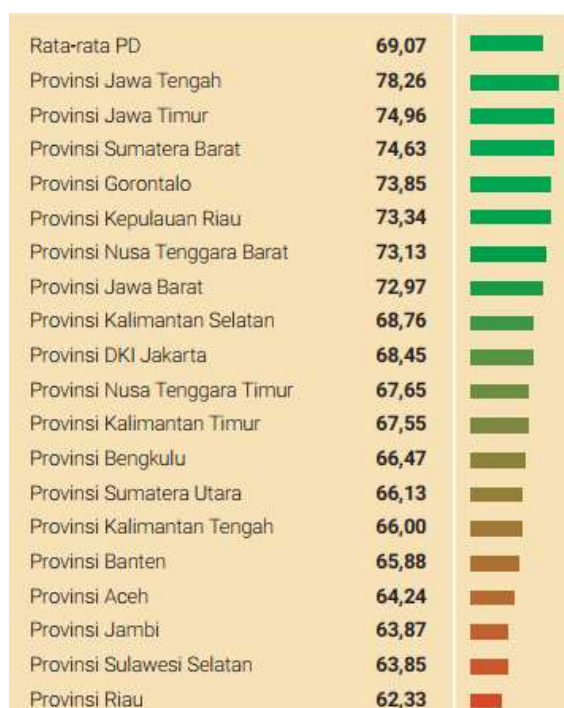 Rata-rata PD 69,07
Provinsi Jawa Tengah 78,26
Provinsi Jawa Timur 74,96
Provinsi Sumatera Barat 74,63
Provinsi Gorontalo 73,85
Provinsi Kepulauan Riau 73,34
Provinsi Nusa Tenggara Barat 73,13
Provinsi Jawa Barat 72,97
Provinsi Kalimantan Selatan 68,76
Provinsi DKI Jakarta 68,45
Provinsi Nusa Tenggara Timur 67,65
Provinsi Kalimantan Timur 67,55
Provinsi Bengkulu 66,47
Provinsi Sumatera Utara 66,13
Provinsi Kalimantan Tengah 66,00
Provinsi Banten 65,88
Provinsi Aceh 64,24
Provinsi Jambi 63,87
Provinsi Sulawesi Selatan 63,85
Provinsi Riau 62,33